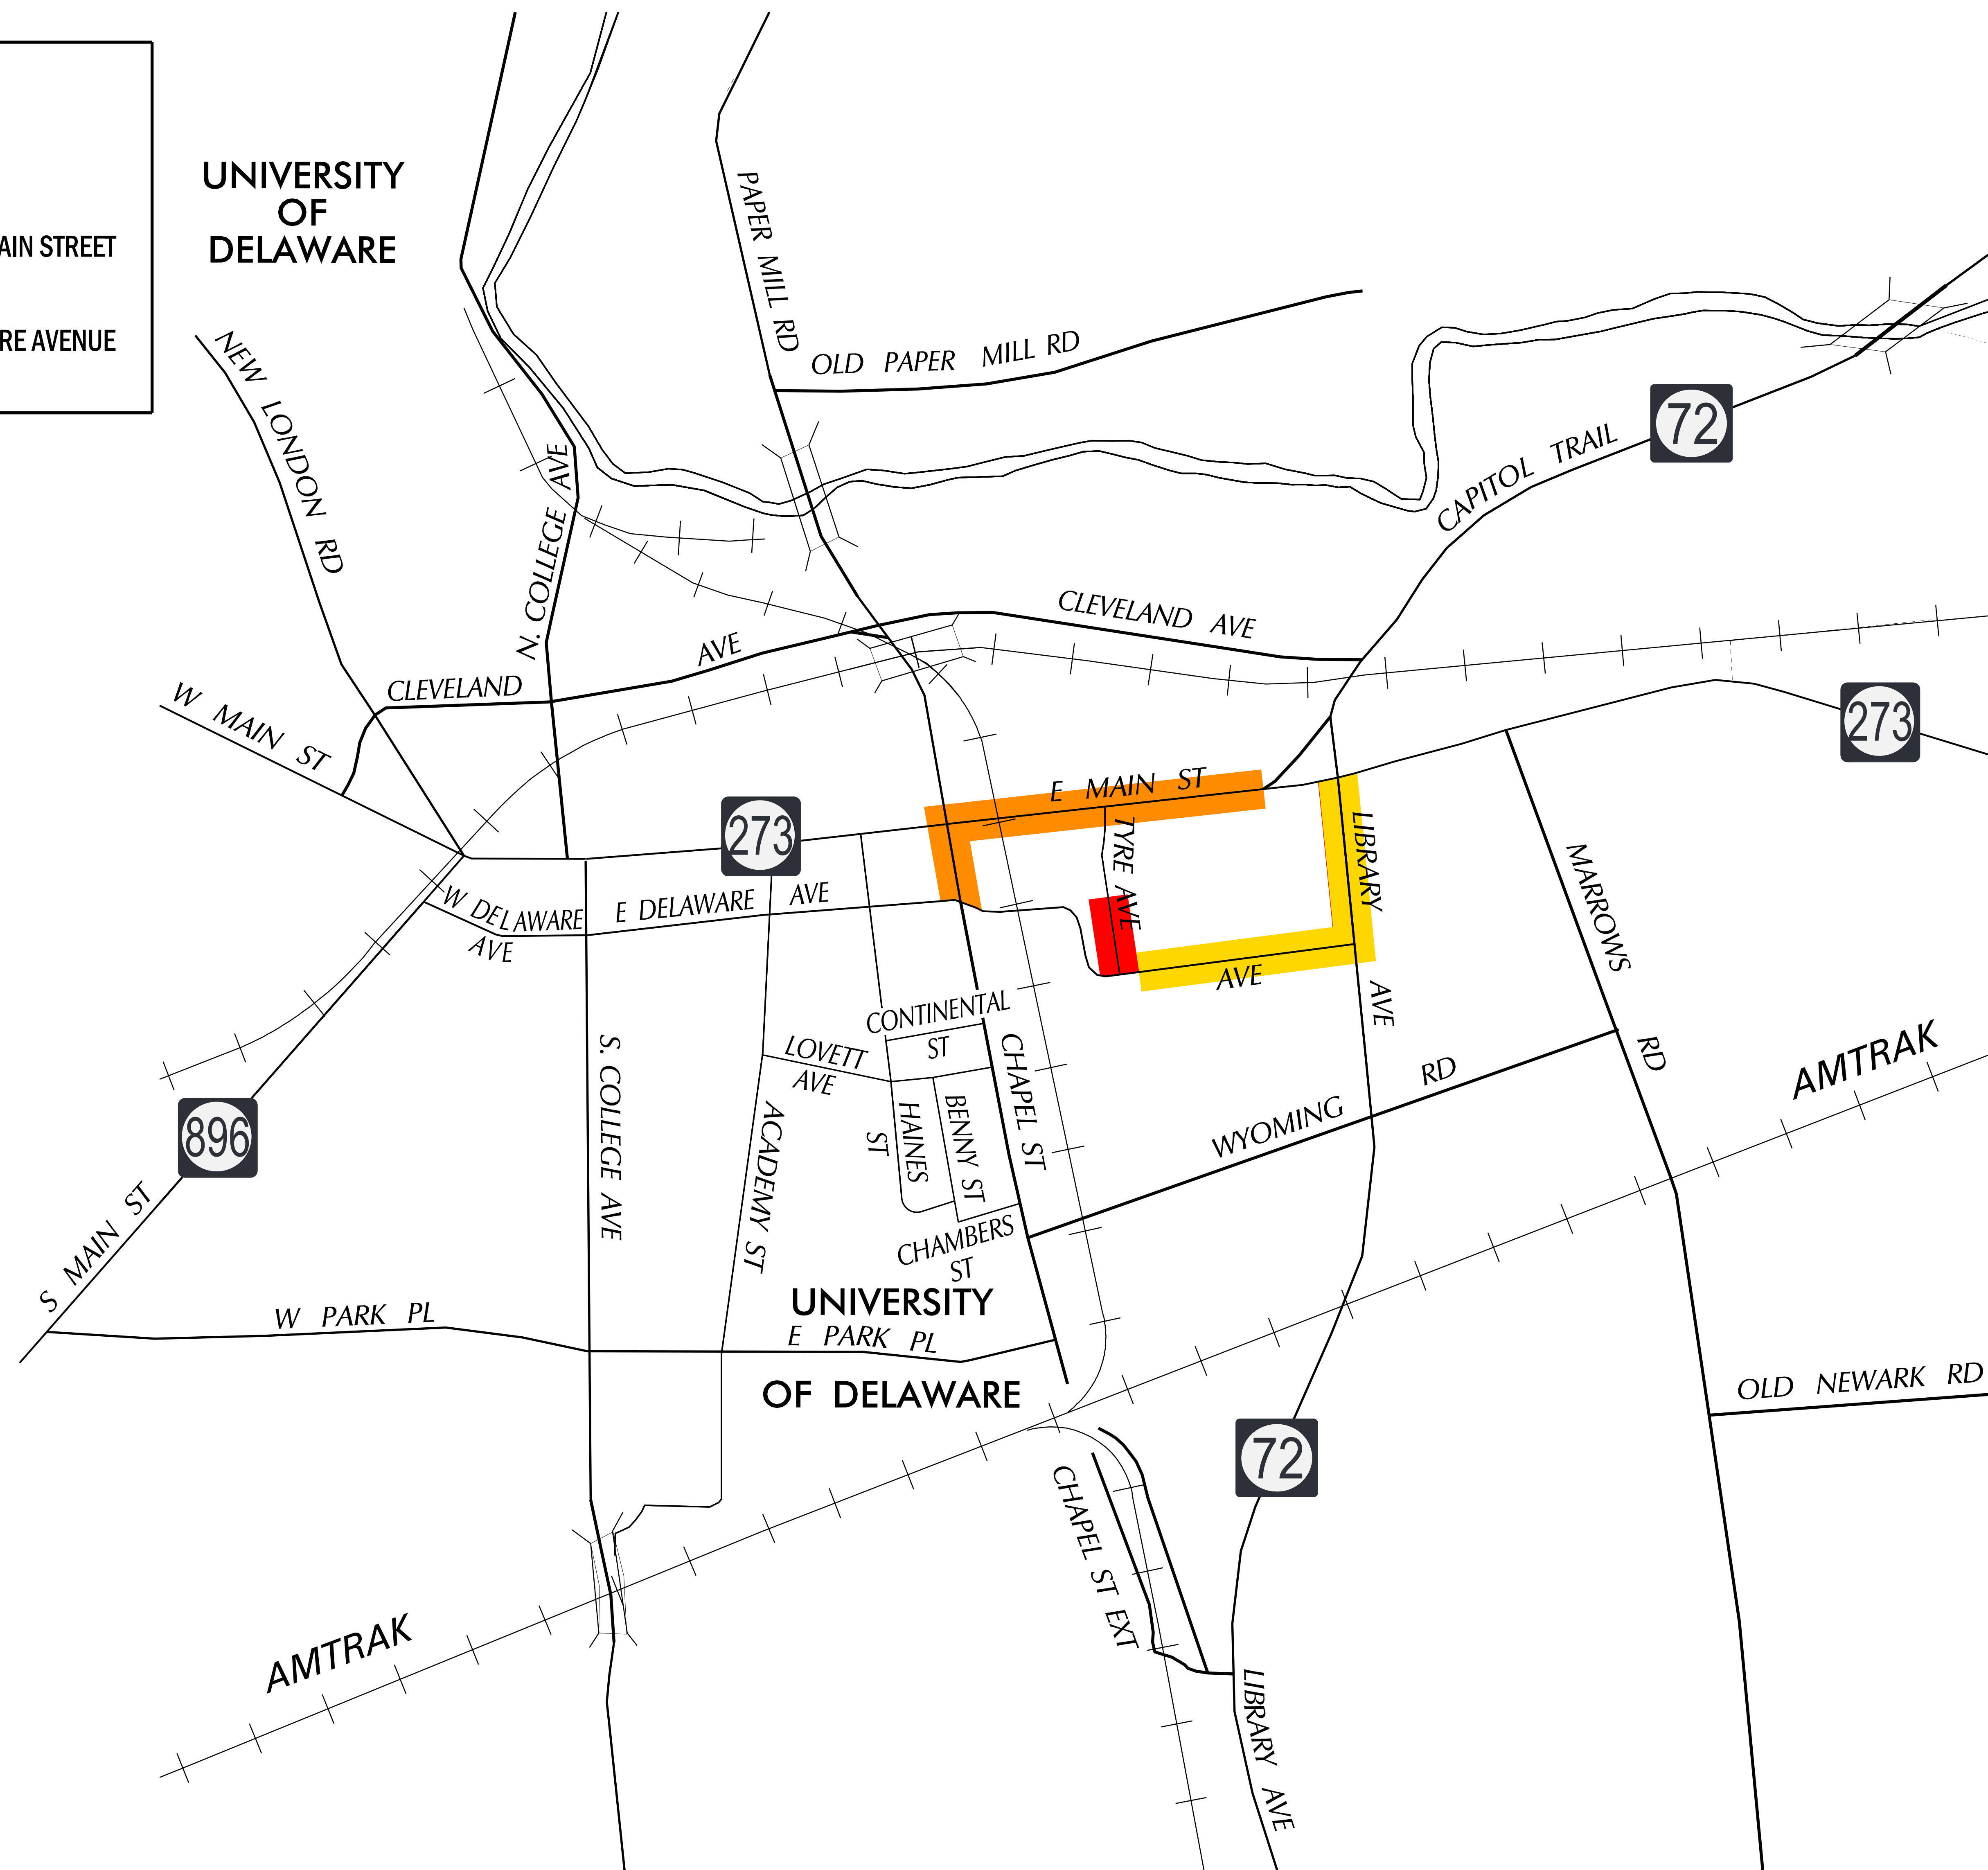 UNIVERSITY
OF
DELAWARE
AIN STREET
RE AVENUE
PAPER MILL RD
OLD PAPER MILL RD
NEW LONDON RD
N. COLLEGE AVE
72
CAPITOL TRAIL
CLEVELAND AVE
CLEVELAND AVE
W MAIN ST
273
273
E MAIN ST
TYRE AVE
LIBRARY AVE
MARROWS RD
W DELAWARE
AVE
E DELAWARE AVE
AVE
CONTINENTAL
ST
LOVETT
AVE
S. COLLEGE AVE
ACADEMY ST
HAINES
ST
BENNY ST
CHAPEL ST
CHAMBERS
ST
WYOMING RD
AMTRAK
896
S MAIN ST
W PARK PL
UNIVERSITY
E PARK PL
OF DELAWARE
OLD NEWARK RD
72
CHAPEL ST EXT
AMTRAK
LIBRARY AVE